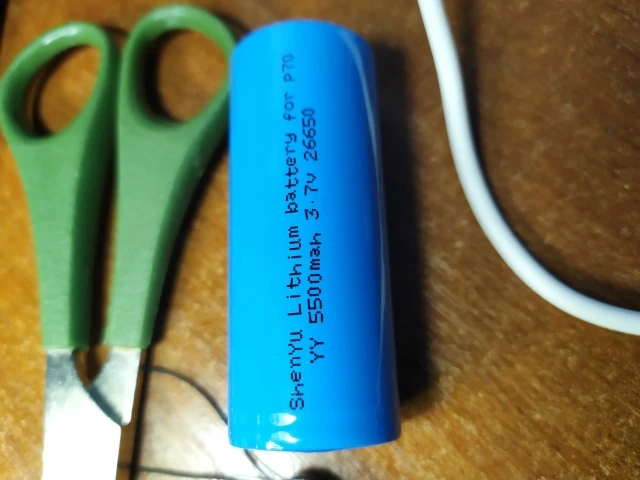 ShenYu Lithium battery for P70
YY 5500mah 3.7V 26650